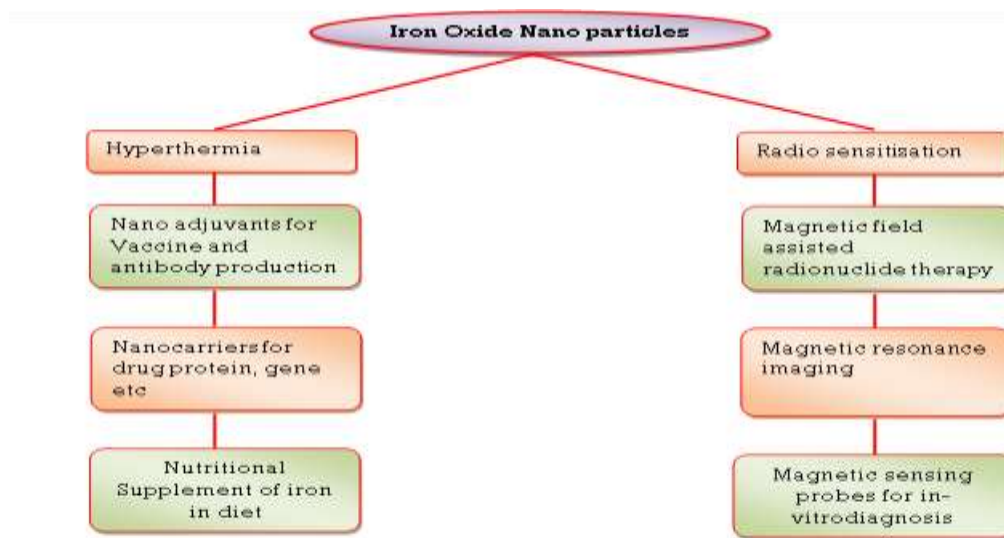 Iron Oxide Nano particles
Hyperthermia
Nano adjuvants for
Vaccine and
antibody production
Nanocarriers for
drug protein, gene
etc
Nutritional
Supplement of iron
in diet
Radio sensitization
Magnetic field
assisted
radionuclide therapy
Magnetic resonance
imaging
Magnetic sensing
probes for in-
vitrodiagnosis